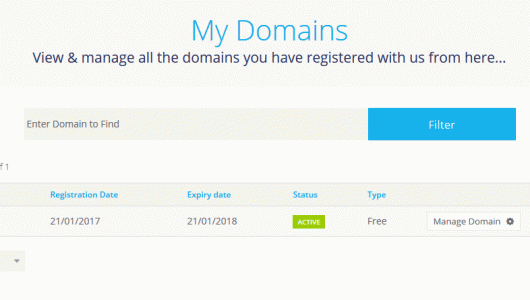 My Domains
View & manage all the domains you have registered with us from here...
Enter Domain to Find
Filter
f 1
Registration Date Expiry date Status Type
21/01/2017 21/01/2018 ACTIVE Free Manage Domain